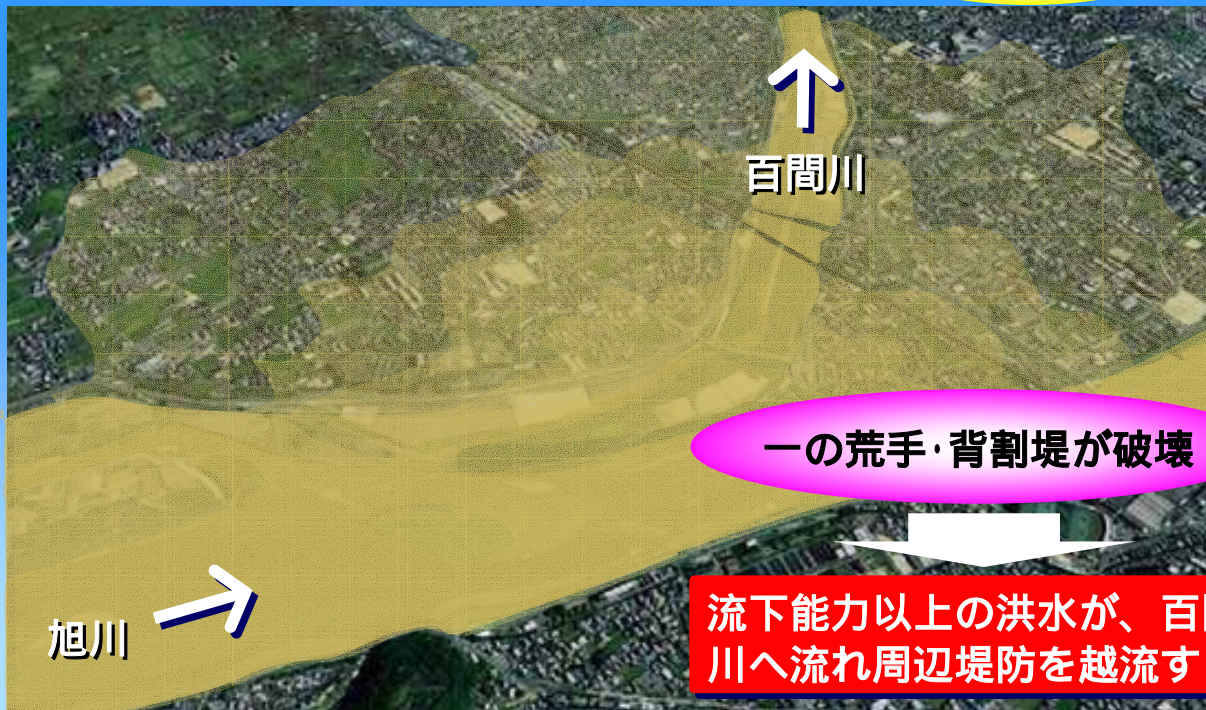 百間川
一の荒手・背割堤が破壊
旭川
流下能力以上の洪水が、百
川へ流れ周辺堤防を越流す